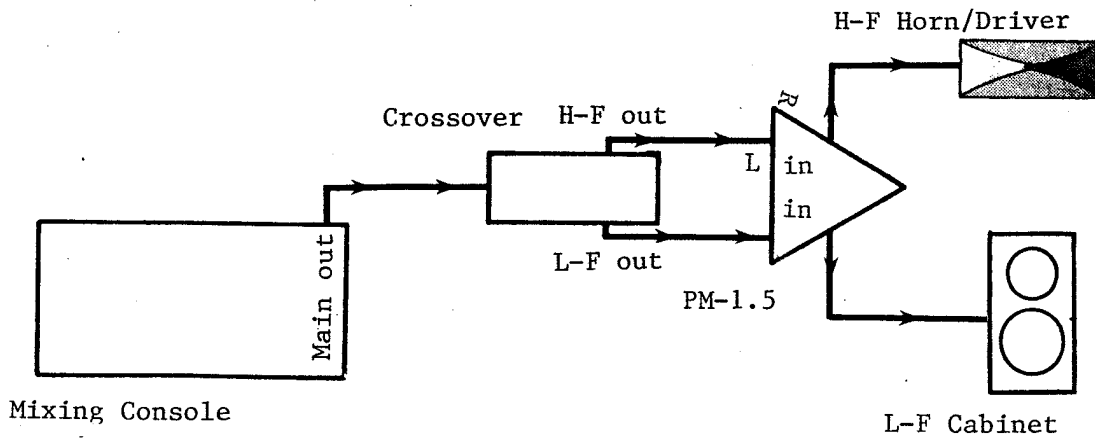 H-F Horn/Driver
Crossover
H-F out
R
L
in
in
L-F out
PM-1.5
Main out
Mixing Console
L-F Cabinet